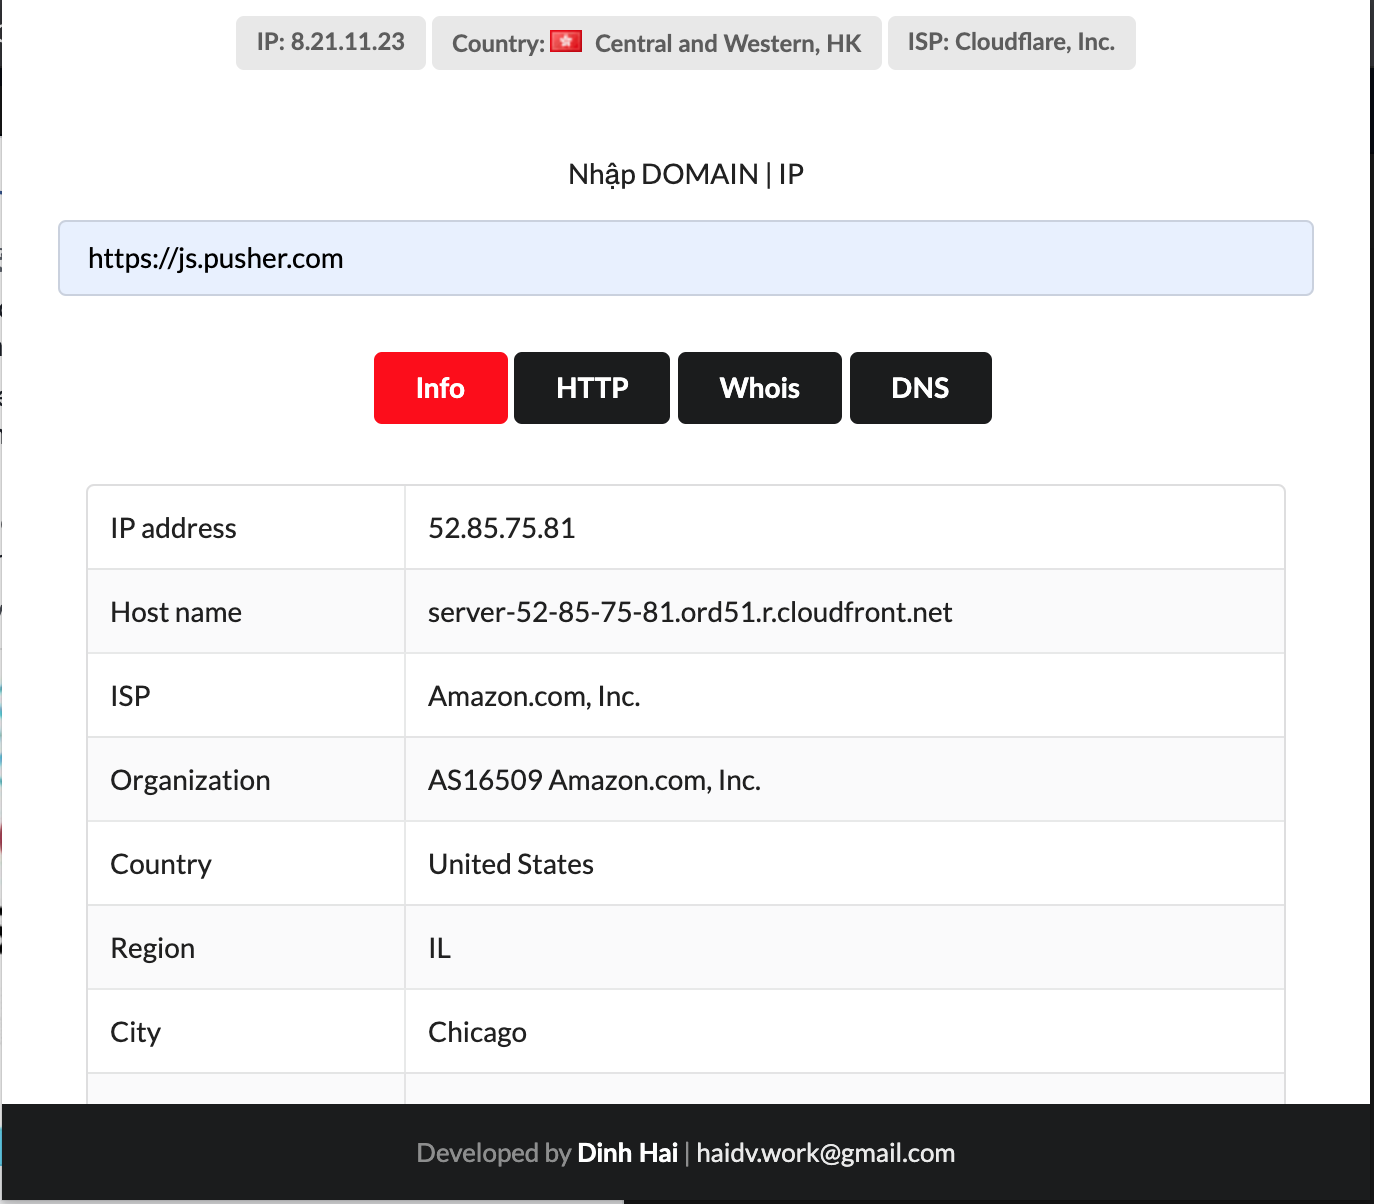 IP: 8.21.11.23
Country: Central and Western, HK
ISP: Cloudflare, Inc.
Nhập DOMAIN | IP
https://js.pusher.com
Info
HTTP
Whois
DNS
IP address 52.85.75.81
Host name server-52-85-75-81.ord51.r.cloudfront.net
ISP Amazon.com, Inc.
Organization AS16509 Amazon.com, Inc.
Country United States
Region IL
City Chicago
Developed by Dinh Hai | haidv.work@gmail.com